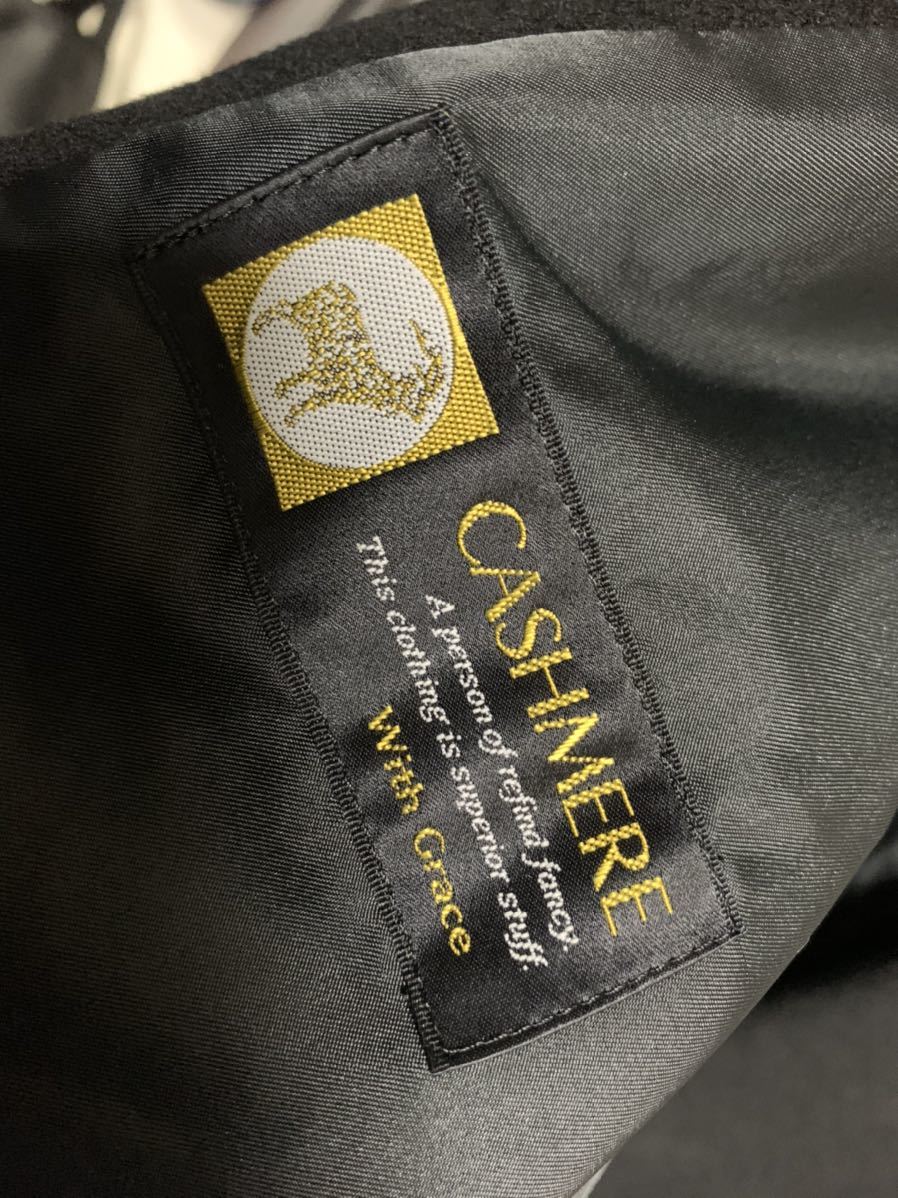 CASHMERE
A person of refind fancy.
This clothing is superior stuff.
With Grace